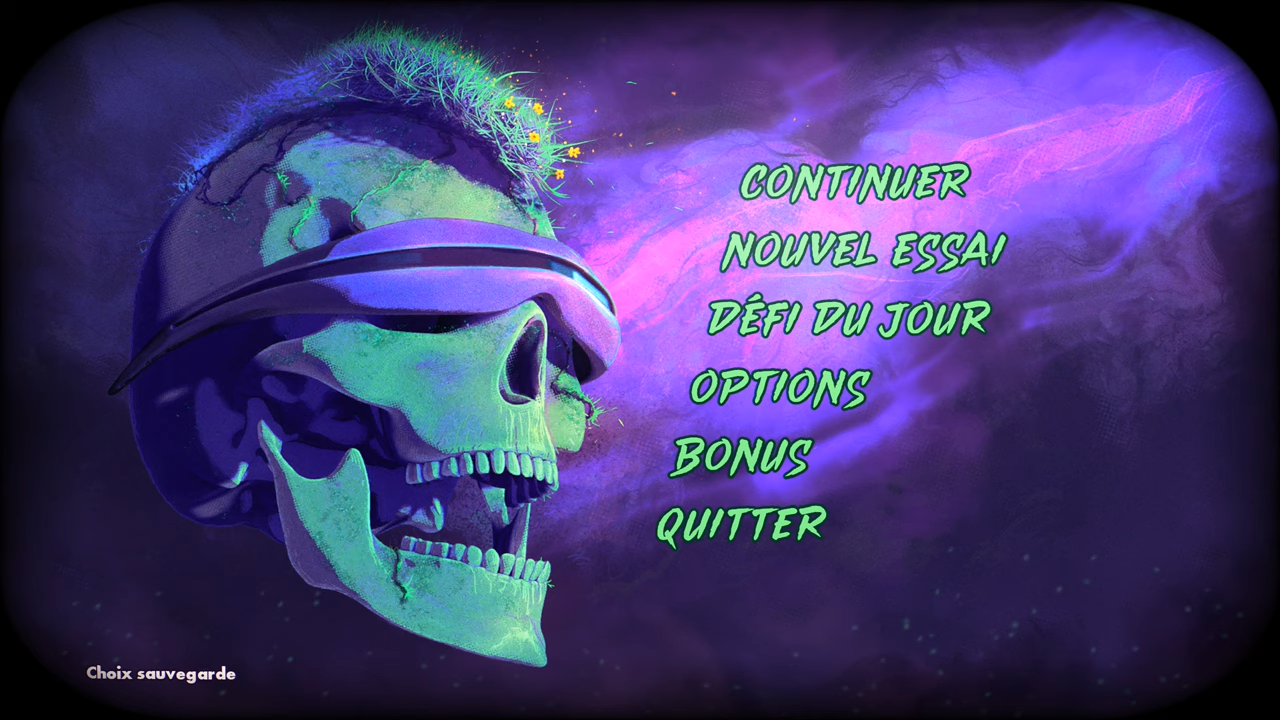 CONTINUER
NOUVEL ESSAI
DÉFI DU JOUR
OPTIONS
BONUS
QUITTER
Choix sauvegarde